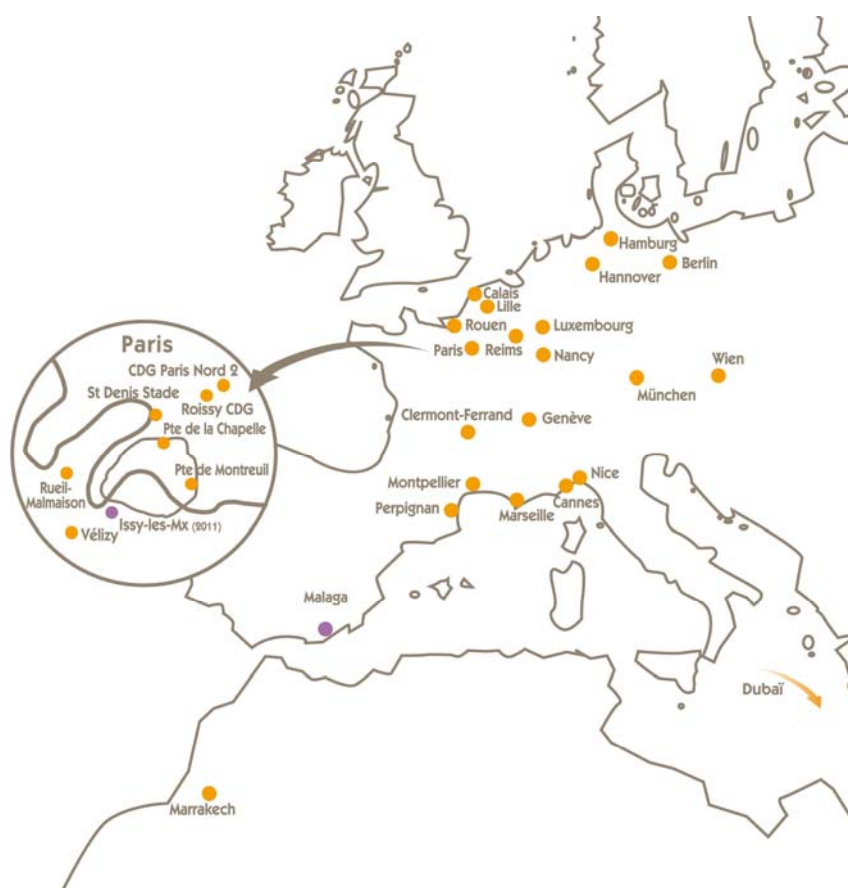 Hamburg
Hannover
Berlin
Calais
Lille
Rouen
Luxembourg
Paris
Reims
Nancy
Wien
München
Clermont-Ferrand
Genève
Montpellier
Nice
Cannes
Marseille
Perpignan
Malaga
Dubaï
Marrakech
Paris
CDG Paris Nord 2
St Denis Stade
Roissy CDG
Pte de la Chapelle
Pte de Montreuil
Rueil-
Malmaison
Issy-les-Mx (2011)
Vélizy